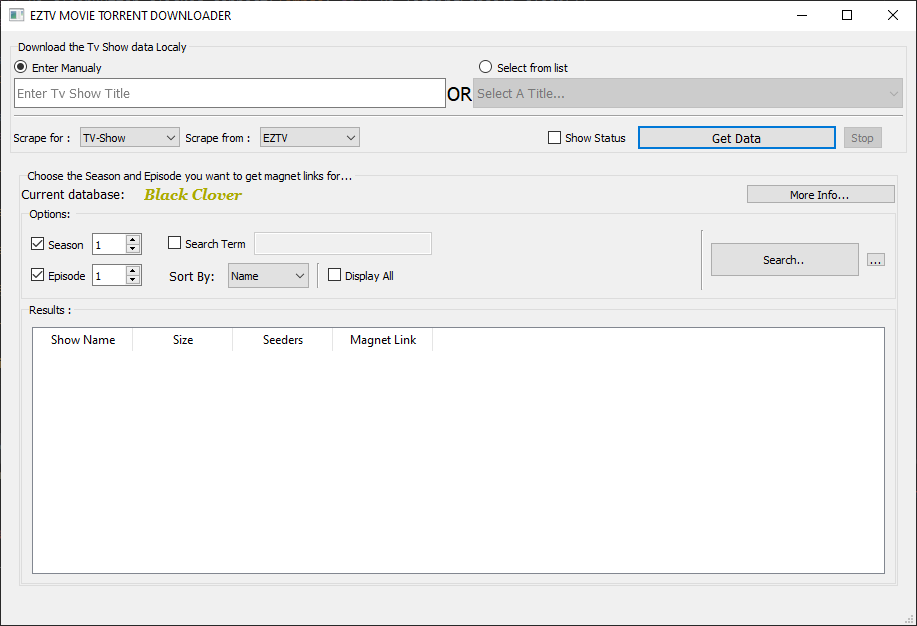 EZTV MOVIE TORRENT DOWNLOADER
Download the Tv Show data Localy
Enter Manualy
Select from list
Enter Tv Show Title
OR
Select A Title...
Scrape for :
TV-Show
Scrape from :
EZTV
Show Status
Get Data
Stop
Choose the Season and Episode you want to get magnet links for...
Current database:
Black Clover
More Info...
Options:
Season
1
Search Term
Episode
1
Sort By:
Name
Display All
Search..
...
Results :
Show Name
Size
Seeders
Magnet Link